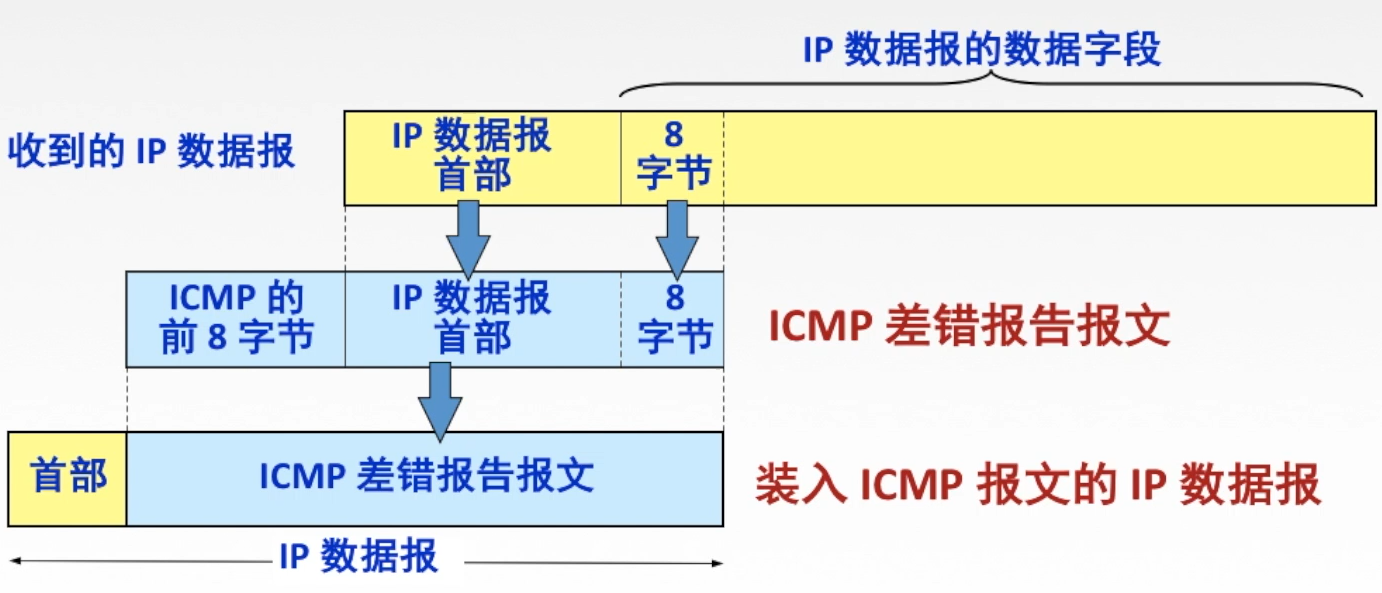 IP 数据报的数据字段
收到的 IP 数据报
IP 数据报
首部
8
字节
ICMP 的
前 8 字节
IP 数据报
首部
8
字节
ICMP 差错报告报文
首部
ICMP 差错报告报文
装入 ICMP 报文的 IP 数据报
IP 数据报